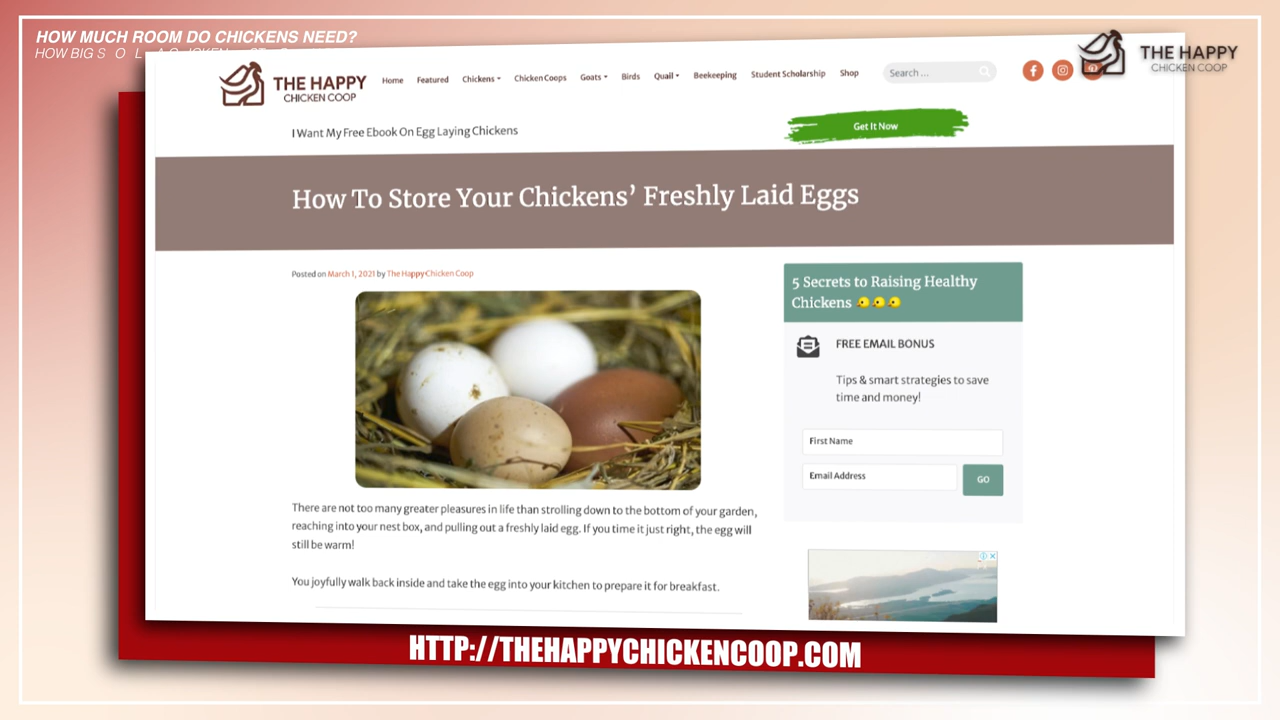 HOW MUCH ROOM DO CHICKENS NEED?
HOW BIG
THE HAPPY
CHICKEN COOP
Home Featured Chickens Chicken Coops Goats Birds Quail Beekeeping Student Scholarship Shop Search ...
THE HAPPY
CHICKEN COOP
I Want My Free Ebook On Egg Laying Chickens
Get It Now
How To Store Your Chickens’ Freshly Laid Eggs
Posted on March 1, 2021 by The Happy Chicken Coop
There are not too many greater pleasures in life than strolling down to the bottom of your garden,
reaching into your nest box, and pulling out a freshly laid egg. If you time it just right, the egg will
still be warm!
You joyfully walk back inside and take the egg into your kitchen to prepare it for breakfast.
5 Secrets to Raising Healthy
Chickens
FREE EMAIL BONUS
Tips & smart strategies to save
time and money!
First Name
Email Address
GO
HTTP://THEHAPPYCHICKENCOOP.COM